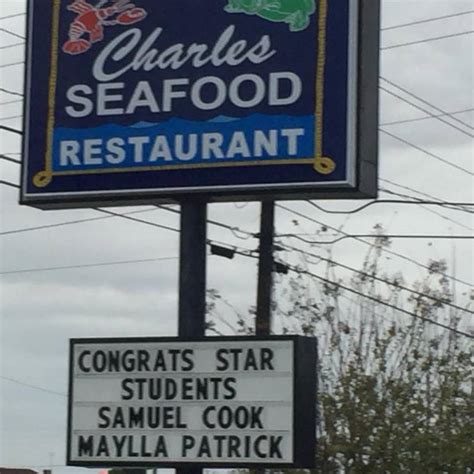 Charles
SEAFOOD
RESTAURANT
CONGRATS STAR
STUDENTS
SAMUEL COOK
MAYLLA PATRICK